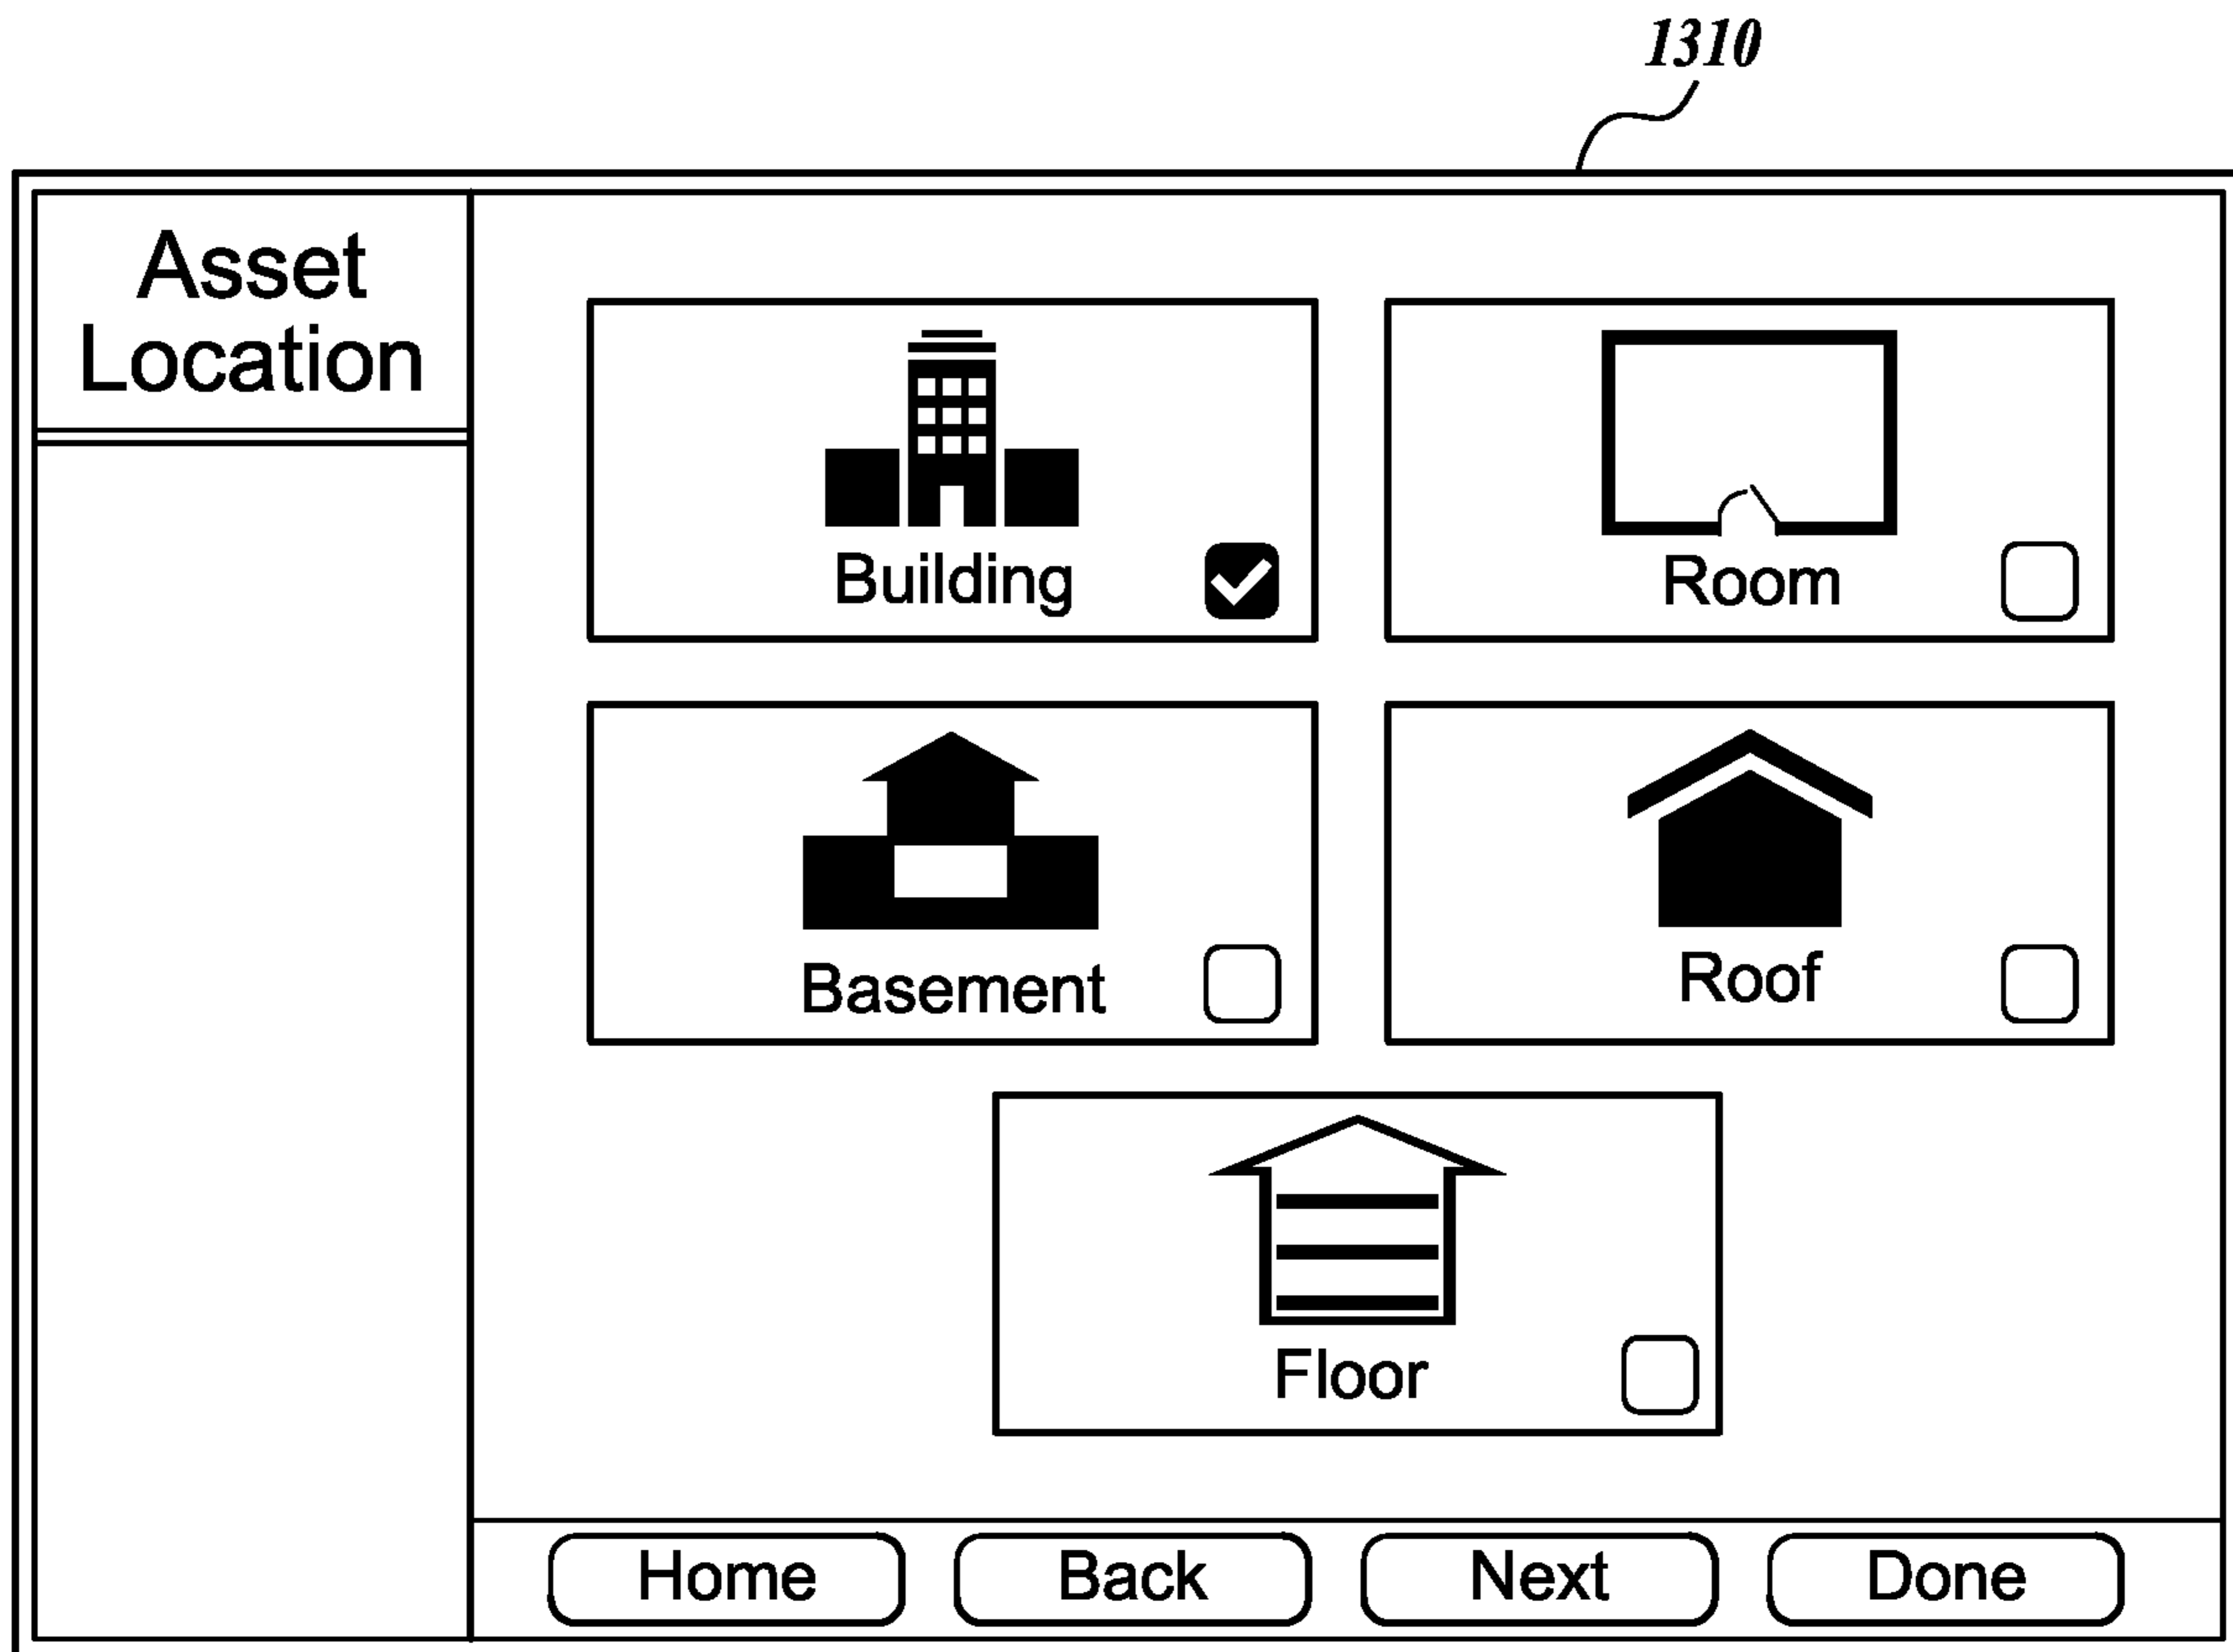 1310
Asset
Location
Building
Room
Basement
Roof
Floor
Home
Back
Next
Done